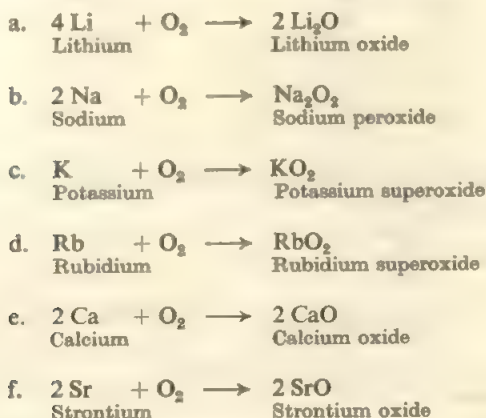 a. 4 Li + O₂ ⟶ 2 Li₂O
Lithium Lithium oxide
b. 2 Na + O₂ ⟶ Na₂O₂
Sodium Sodium peroxide
c. K + O₂ ⟶ KO₂
Potassium Potassium superoxide
d. Rb + O₂ ⟶ RbO₂
Rubidium Rubidium superoxide
e. 2 Ca + O₂ ⟶ 2 CaO
Calcium Calcium oxide
f. 2 Sr + O₂ ⟶ 2 SrO
Strontium Strontium oxide